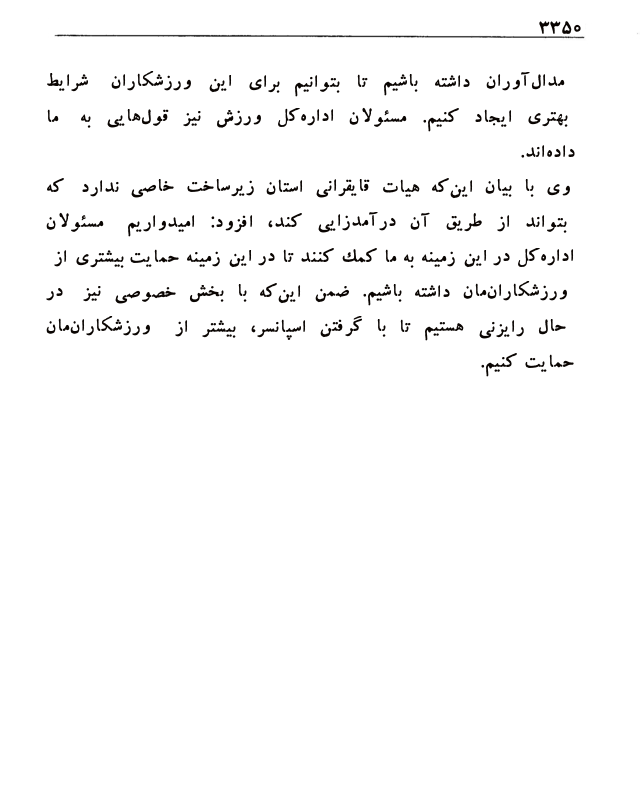 ۳۳۵۰
مدال‌آوران داشته باشیم تا بتوانیم برای این ورزشکاران شرایط
بهتری ایجاد کنیم. مسئولان اداره‌کل ورزش نیز قول‌هایی به ما
داده‌اند.
وی با بیان این‌که هیات قایقرانی استان زیرساخت خاصی ندارد که
بتواند از طریق آن درآمدزایی کند، افزود: امیدواریم مسئولان
اداره‌کل در این زمینه به ما کمك کنند تا در این زمینه حمایت بیشتری از
ورزشکاران‌مان داشته باشیم. ضمن این‌که با بخش خصوصی نیز در
حال رایزنی هستیم تا با گرفتن اسپانسر، بیشتر از ورزشکاران‌مان
حمایت کنیم.